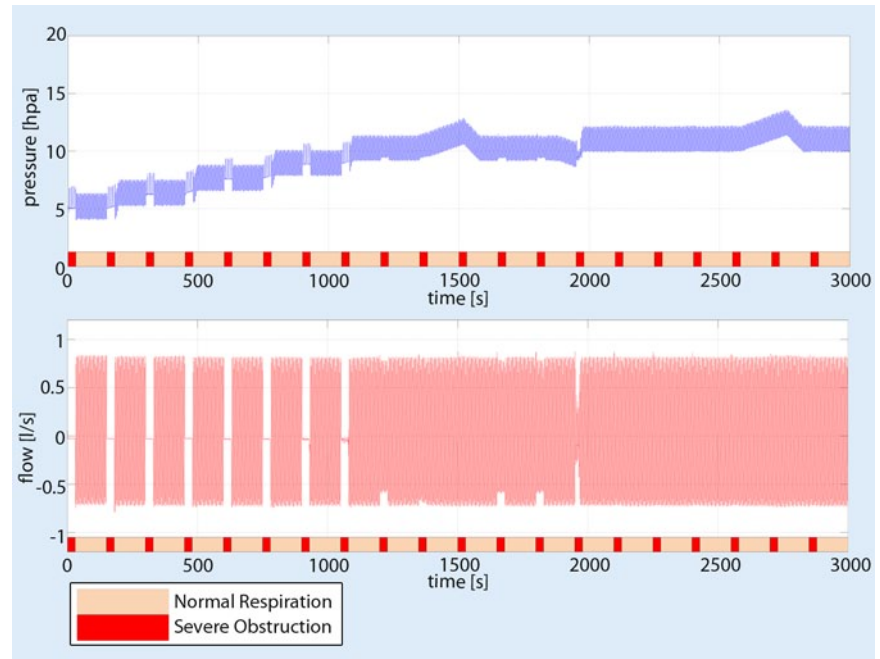 20
15
10
5
0
pressure [hpa]
0 500 1000 1500 2000 2500 3000
time [s]
1
0.5
0
-0.5
-1
flow [l/s]
0 500 1000 1500 2000 2500 3000
time [s]
Normal Respiration
Severe Obstruction